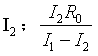 I₂； I₂R₀ / (I₁ − I₂)